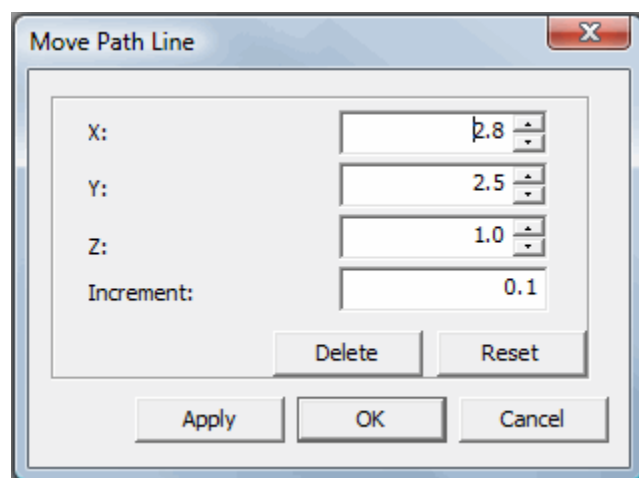 Move Path Line
X: 2.8
Y: 2.5
Z: 1.0
Increment: 0.1
Delete Reset
Apply OK Cancel